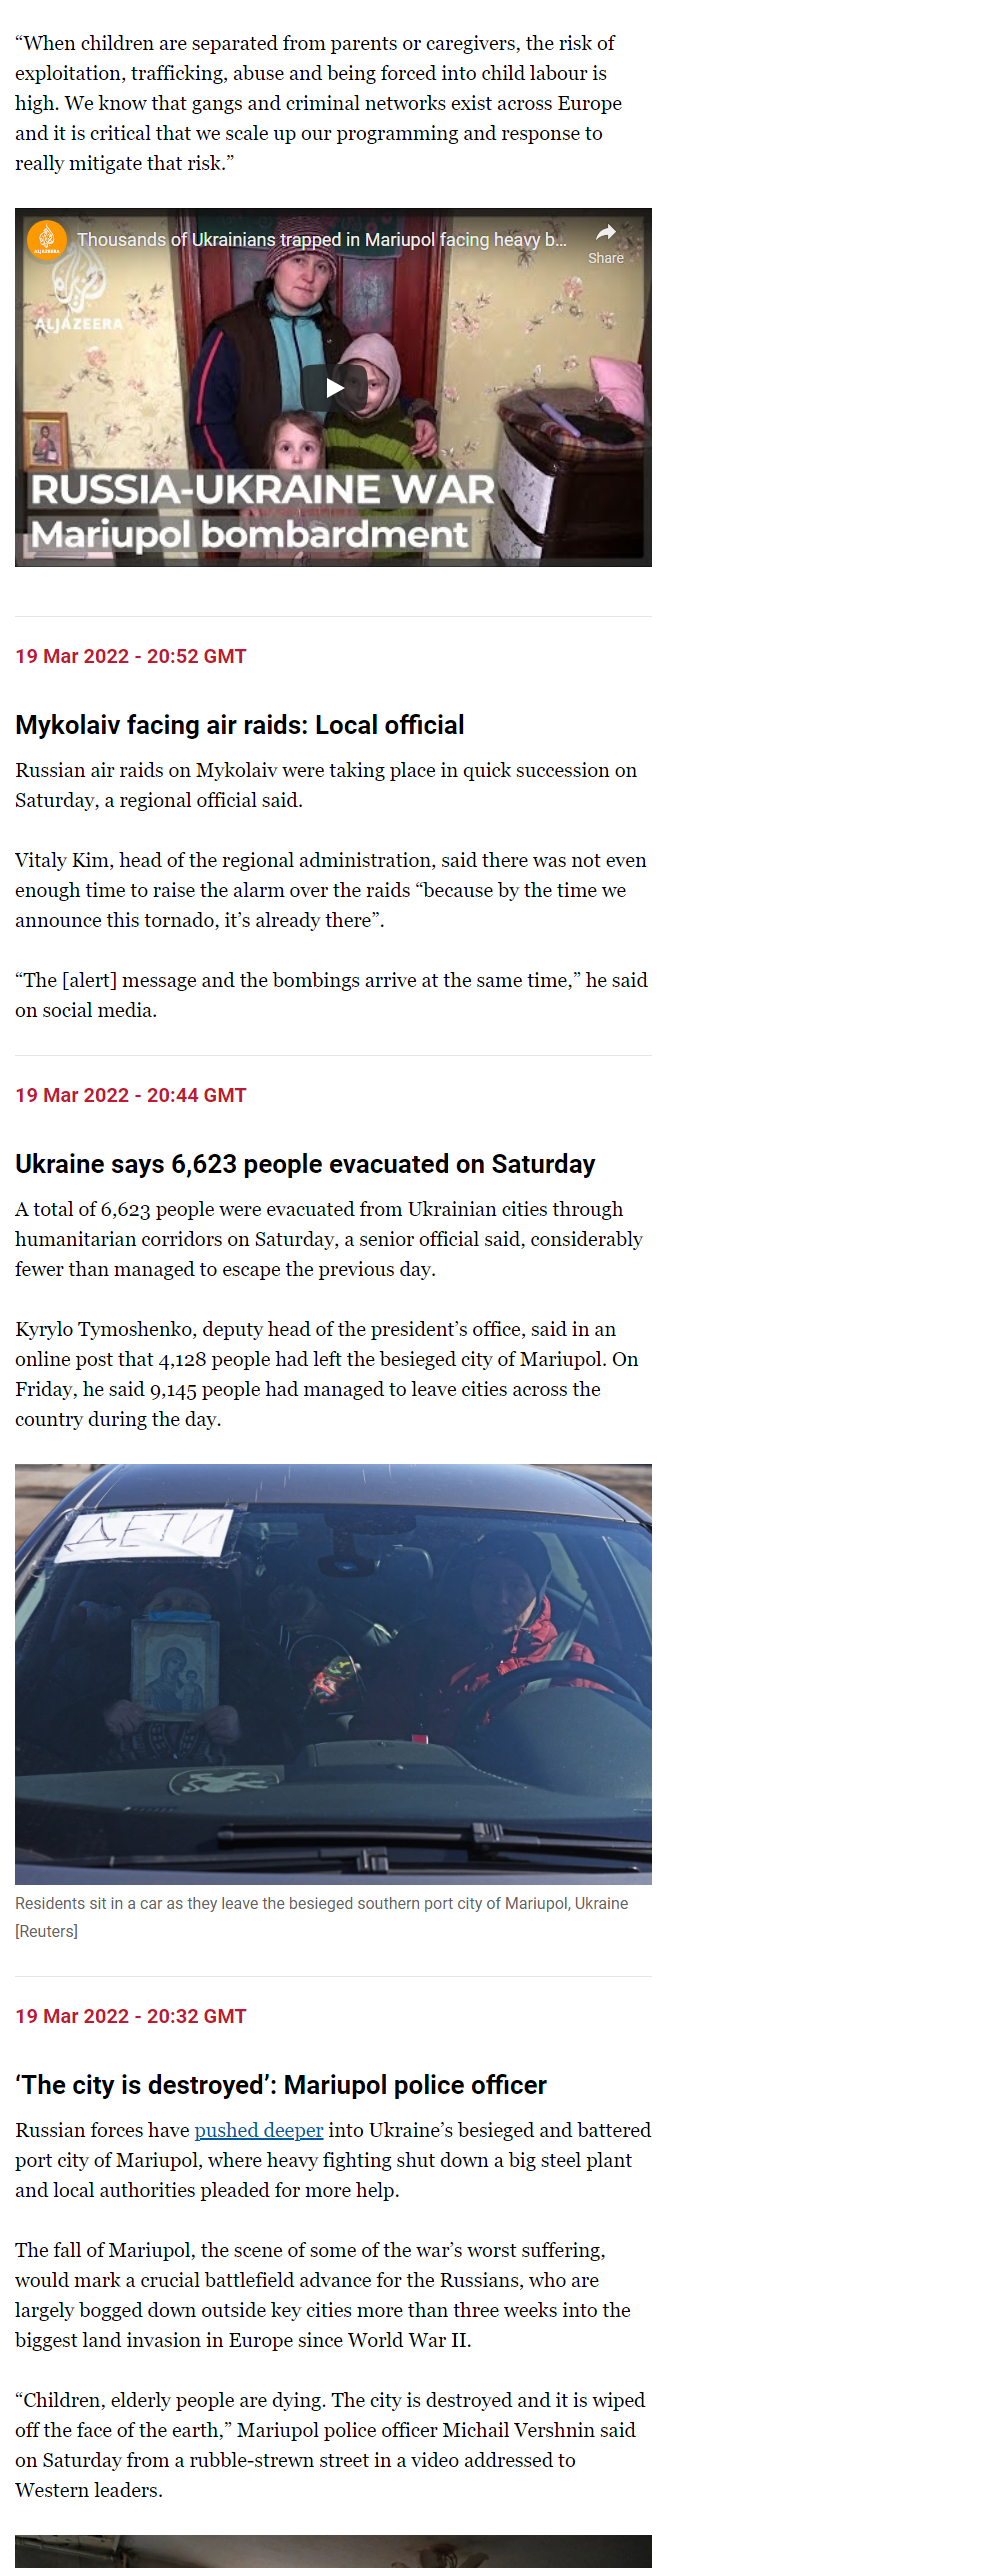 “When children are separated from parents or caregivers, the risk of
exploitation, trafficking, abuse and being forced into child labour is
high. We know that gangs and criminal networks exist across Europe
and it is critical that we scale up our programming and response to
really mitigate that risk.”
Thousands of Ukrainians trapped in Mariupol facing heavy b...
Share
ALJAZEERA
ALJAZEERA
RUSSIA-UKRAINE WAR
Mariupol bombardment
19 Mar 2022 - 20:52 GMT
Mykolaiv facing air raids: Local official
Russian air raids on Mykolaiv were taking place in quick succession on
Saturday, a regional official said.
Vitaly Kim, head of the regional administration, said there was not even
enough time to raise the alarm over the raids “because by the time we
announce this tornado, it’s already there”.
“The [alert] message and the bombings arrive at the same time,” he said
on social media.
19 Mar 2022 - 20:44 GMT
Ukraine says 6,623 people evacuated on Saturday
A total of 6,623 people were evacuated from Ukrainian cities through
humanitarian corridors on Saturday, a senior official said, considerably
fewer than managed to escape the previous day.
Kyrylo Tymoshenko, deputy head of the president’s office, said in an
online post that 4,128 people had left the besieged city of Mariupol. On
Friday, he said 9,145 people had managed to leave cities across the
country during the day.
ДЕТИ
Residents sit in a car as they leave the besieged southern port city of Mariupol, Ukraine
[Reuters]
19 Mar 2022 - 20:32 GMT
‘The city is destroyed’: Mariupol police officer
Russian forces have pushed deeper into Ukraine’s besieged and battered
port city of Mariupol, where heavy fighting shut down a big steel plant
and local authorities pleaded for more help.
The fall of Mariupol, the scene of some of the war’s worst suffering,
would mark a crucial battlefield advance for the Russians, who are
largely bogged down outside key cities more than three weeks into the
biggest land invasion in Europe since World War II.
“Children, elderly people are dying. The city is destroyed and it is wiped
off the face of the earth,” Mariupol police officer Michail Vershnin said
on Saturday from a rubble-strewn street in a video addressed to
Western leaders.